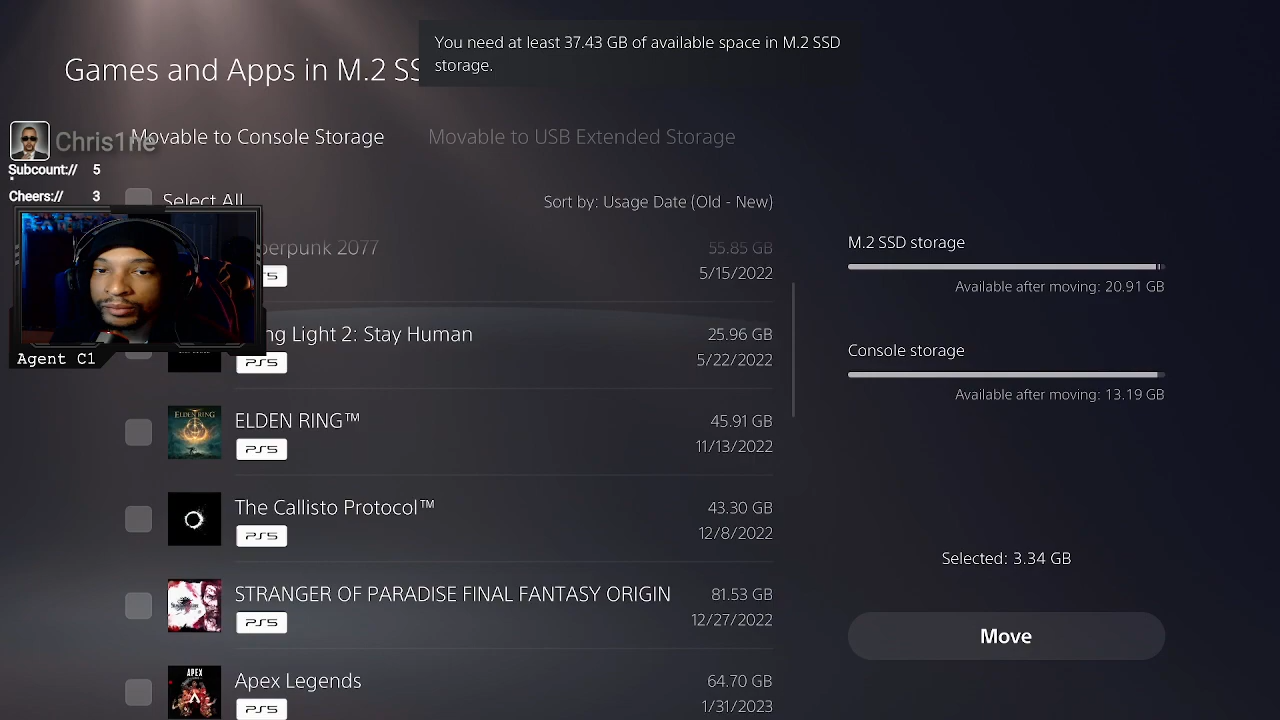 You need at least 37.43 GB of available space in M.2 SSD
storage.
Games and Apps in M.2 SS
Chris1ne
Movable to Console Storage
Movable to USB Extended Storage
Subcount:// 5
Cheers:// 3
Select All
Sort by: Usage Date (Old - New)
berpunk 2077
55.85 GB
5/15/2022
ng Light 2: Stay Human
25.96 GB
PS5
5/22/2022
Agent C1
ELDEN RING™
45.91 GB
PS5
11/13/2022
The Callisto Protocol™
43.30 GB
PS5
12/8/2022
STRANGER OF PARADISE FINAL FANTASY ORIGIN
81.53 GB
PS5
12/27/2022
APEX
Apex Legends
64.70 GB
PS5
1/31/2023
M.2 SSD storage
Available after moving: 20.91 GB
Console storage
Available after moving: 13.19 GB
Selected: 3.34 GB
Move